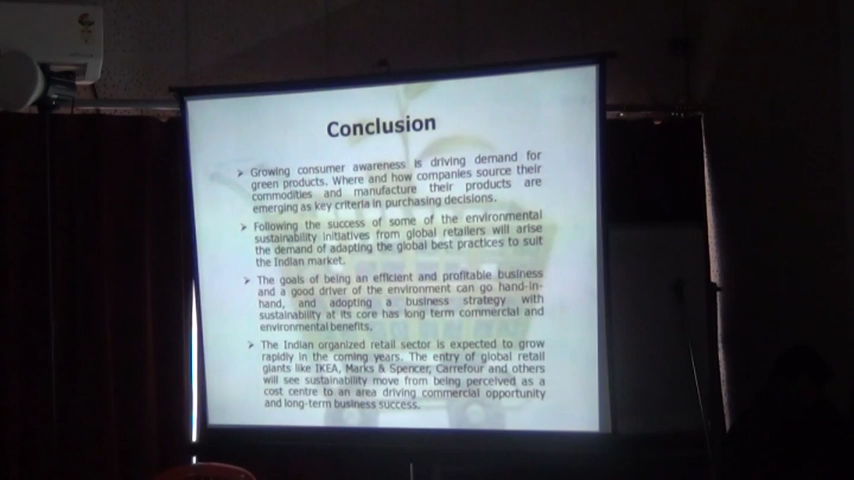 Conclusion
➢ Growing consumer awareness is driving demand for
green products. Where and how companies source their
commodities and manufacture their products are
emerging as key criteria in purchasing decisions.
➢ Following the success of some of the environmental
sustainability initiatives from global retailers will arise
the demand of adapting the global best practices to suit
the Indian market.
➢ The goals of being an efficient and profitable business
and a good driver of the environment can go hand-in-
hand, and adopting a business strategy with
sustainability at its core has long term commercial and
environmental benefits.
➢ The Indian organized retail sector is expected to grow
rapidly in the coming years. The entry of global retail
giants like IKEA, Marks & Spencer, Carrefour and others
will see sustainability move from being perceived as a
cost centre to an area driving commercial opportunity
and long-term business success.